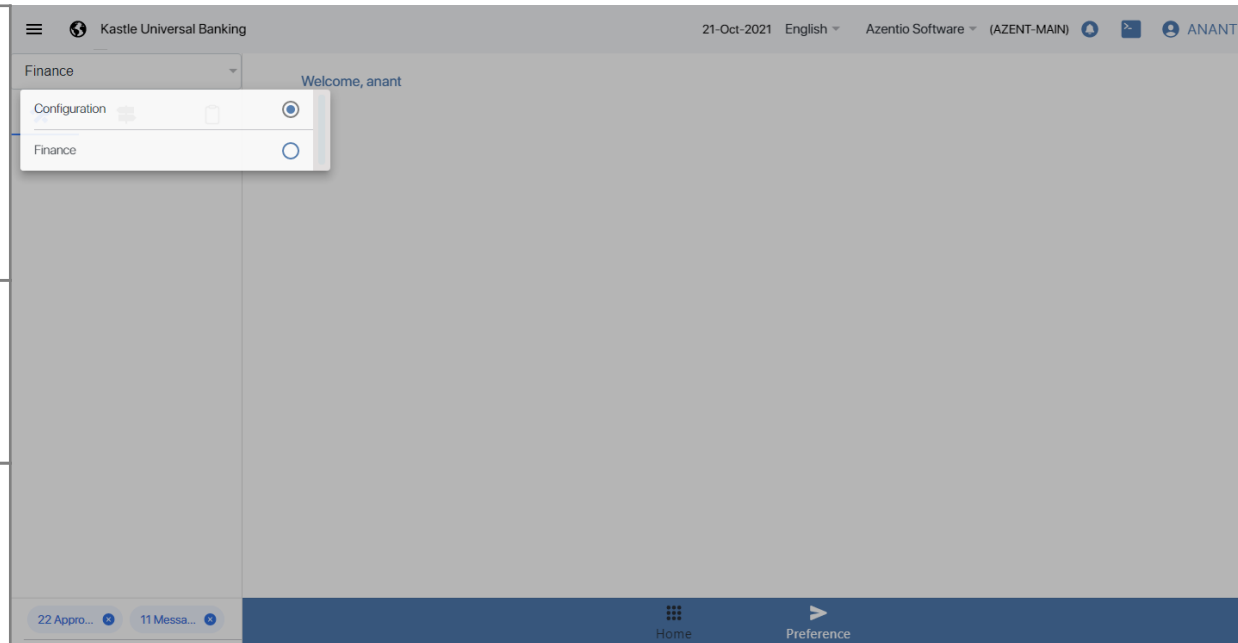 Kastle Universal Banking 21-Oct-2021 English Azentio Software (AZENT-MAIN) ANANT
Finance
Welcome, anant
Configuration
Finance
22 Appro... 11 Messa...
Home Preference